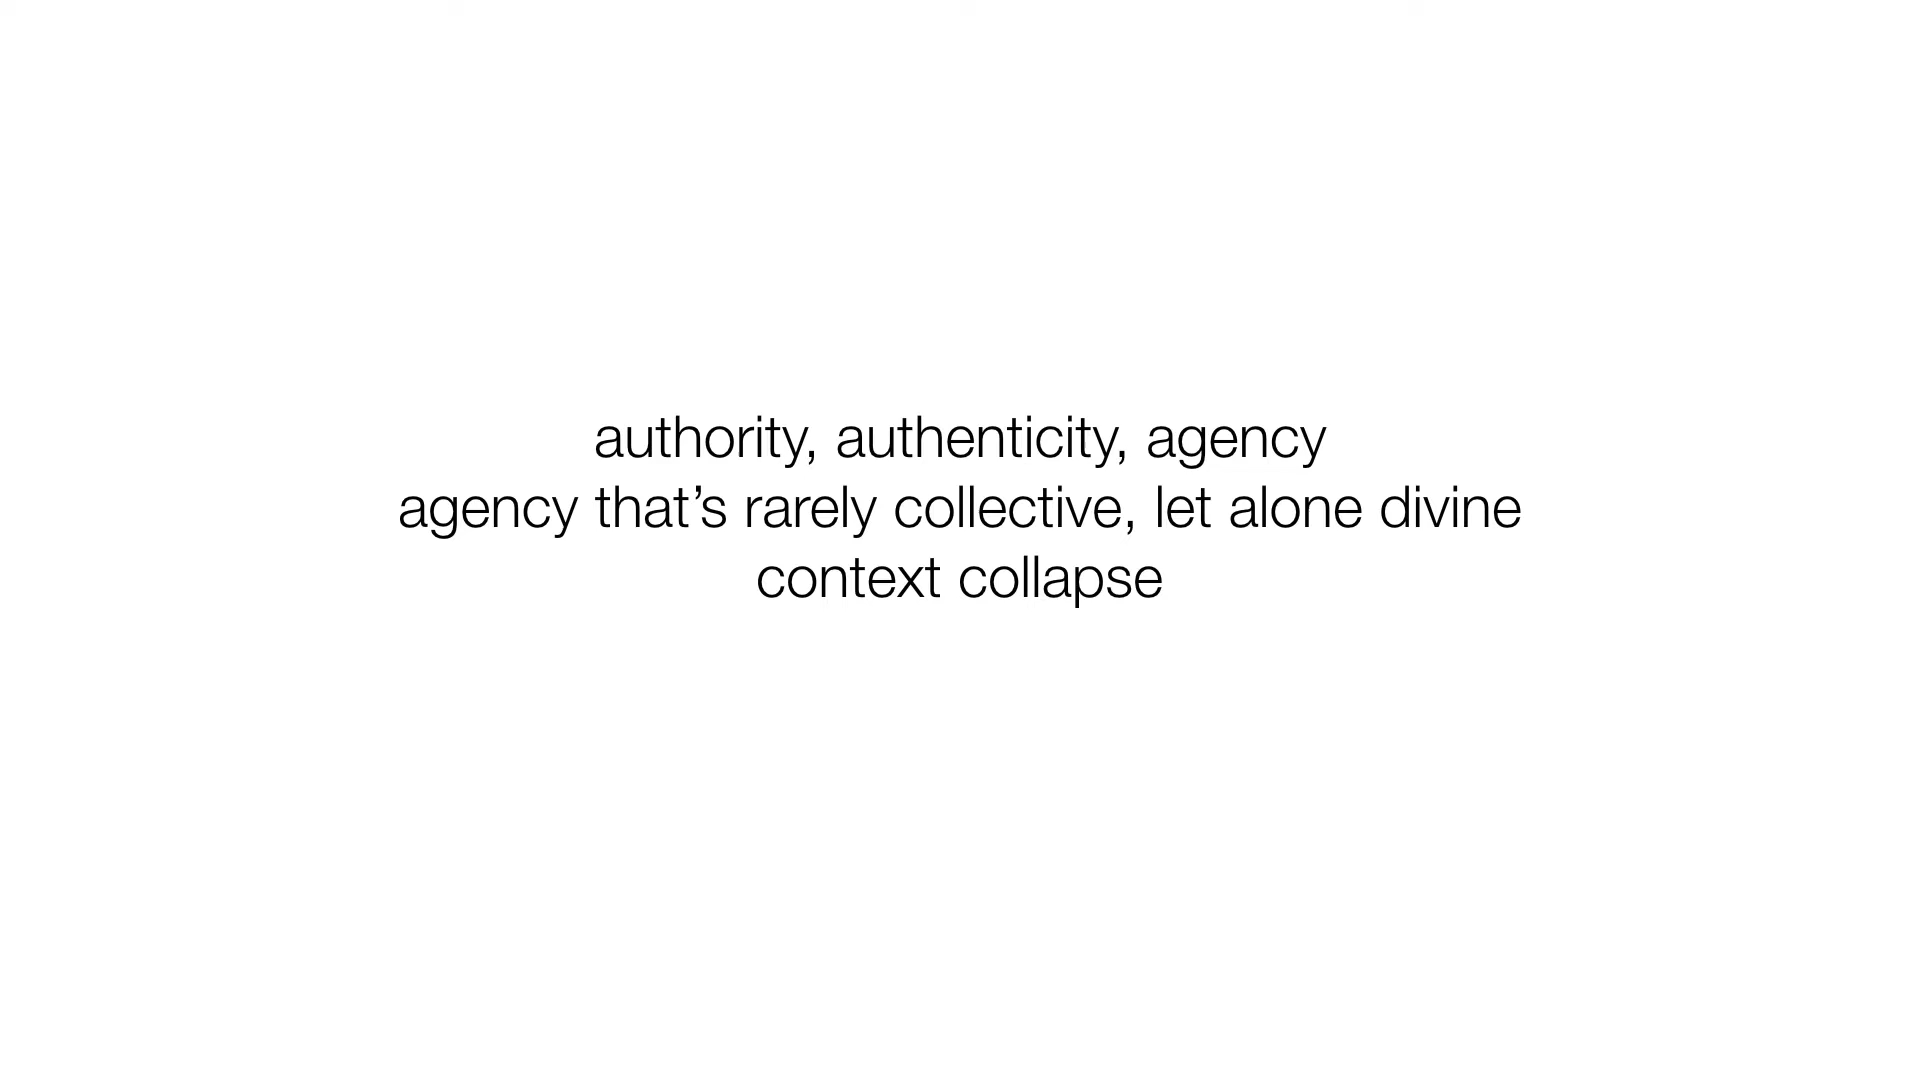 authority, authenticity, agency
agency that’s rarely collective, let alone divine
context collapse